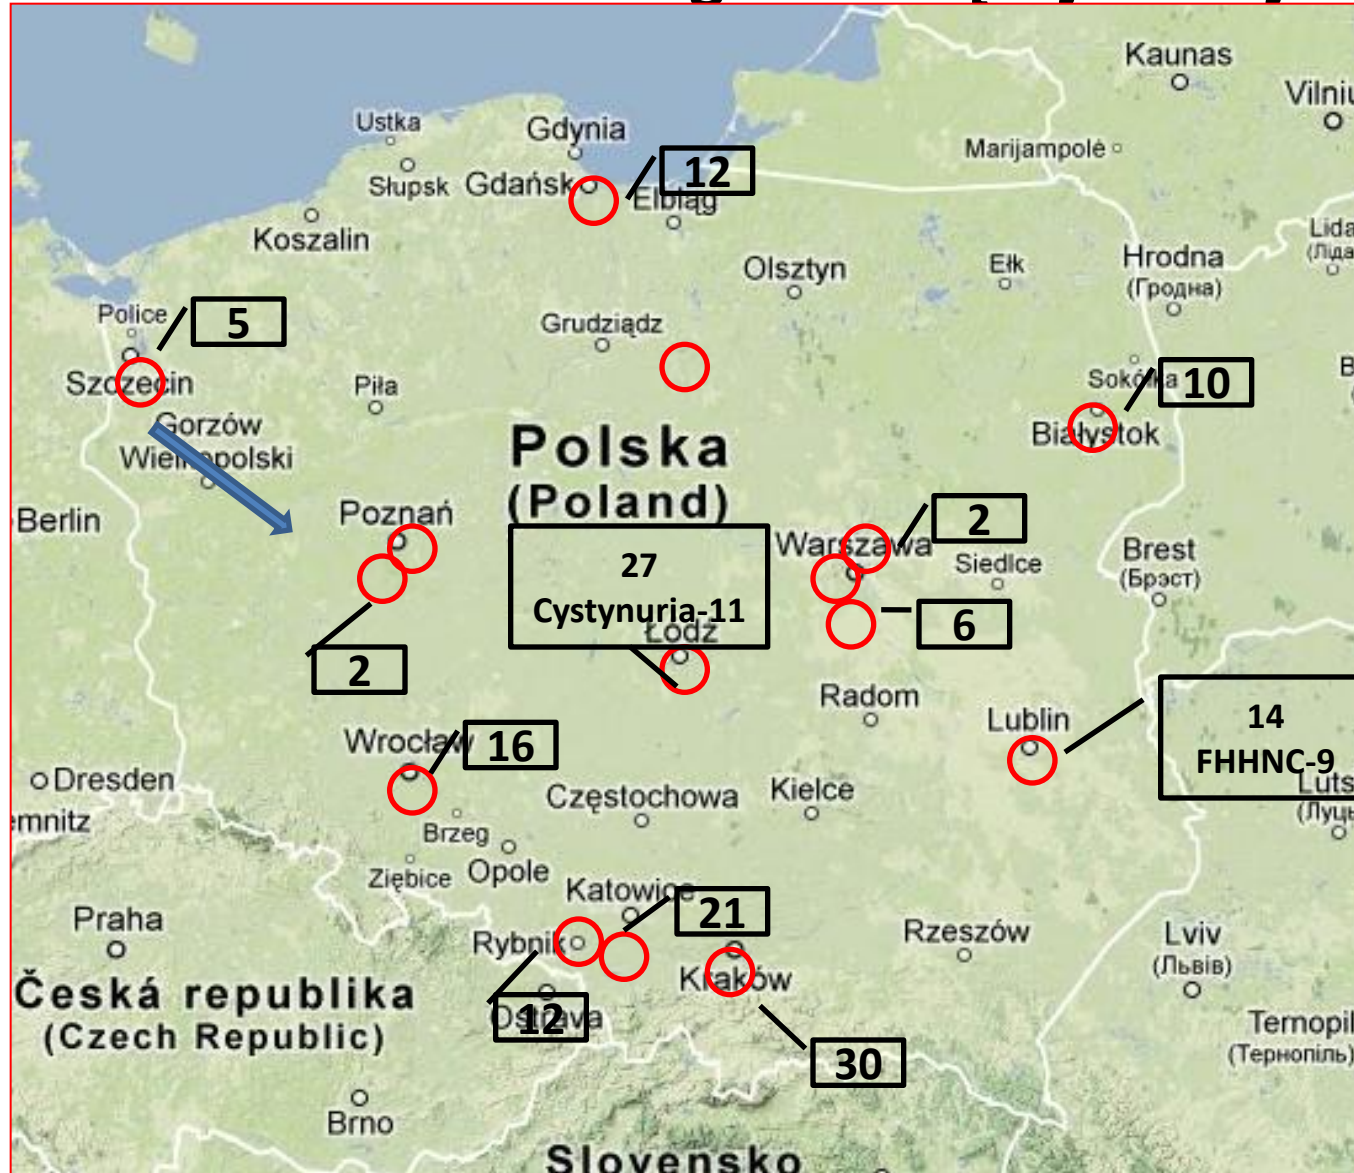 Kaunas
Ustka
Gdynia
Marijampolė
12
Słupsk
Gdańsk
Elbląg
Koszalin
Olsztyn
Ełk
Hrodna
(Гродна)
Police
5
Grudziądz
Szczecin
Piła
Sokółka
10
Gorzów
Wielkopolski
Białystok
Polska
(Poland)
Berlin
Poznań
2
Warszawa
Siedlce
Brest
(Брэст)
27
Cystynuria-11
Łódź
6
2
Radom
Lublin
14
FHHNC-9
Wrocław
16
Dresden
Częstochowa
Kielce
(Луць
Brzeg
Ziębice
Opole
Katowice
21
Praha
Rybnik
Kraków
Rzeszów
Lviv
(Львів)
Česká republika
(Czech Republic)
12
Ostrava
30
Ternopil
(Тернопіль)
Brno
Slovensko